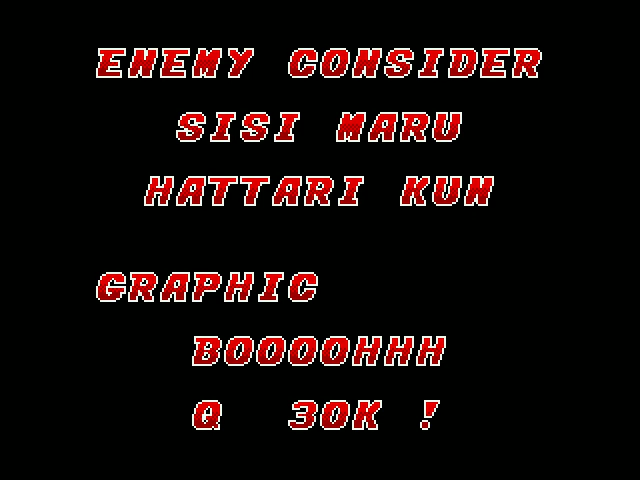 ENEMY CONSIDER
SISI MARU
HATTARI KUN
GRAPHIC
BOOOOHHH
Q 30K !